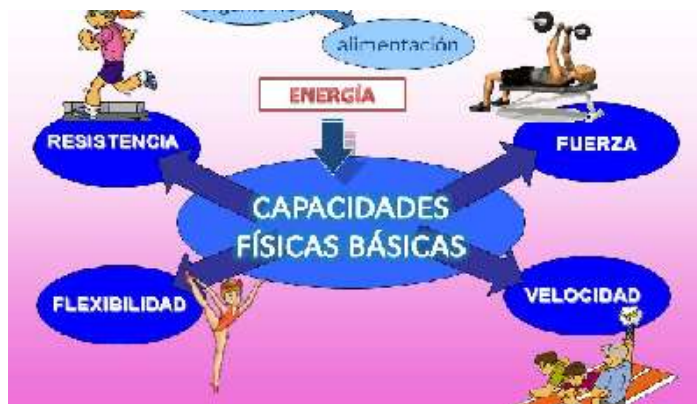 alimentación
ENERGÍA
RESISTENCIA
FUERZA
CAPACIDADES
FÍSICAS BÁSICAS
FLEXIBILIDAD
VELOCIDAD